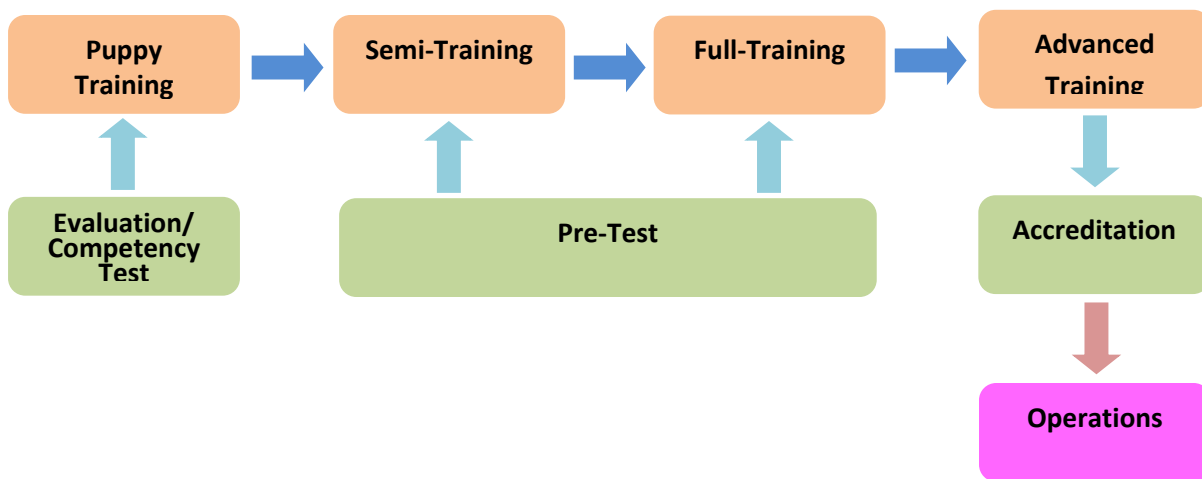 Puppy
Training
Semi-Training
Full-Training
Advanced
Training
Evaluation/
Competency
Test
Pre-Test
Accreditation
Operations